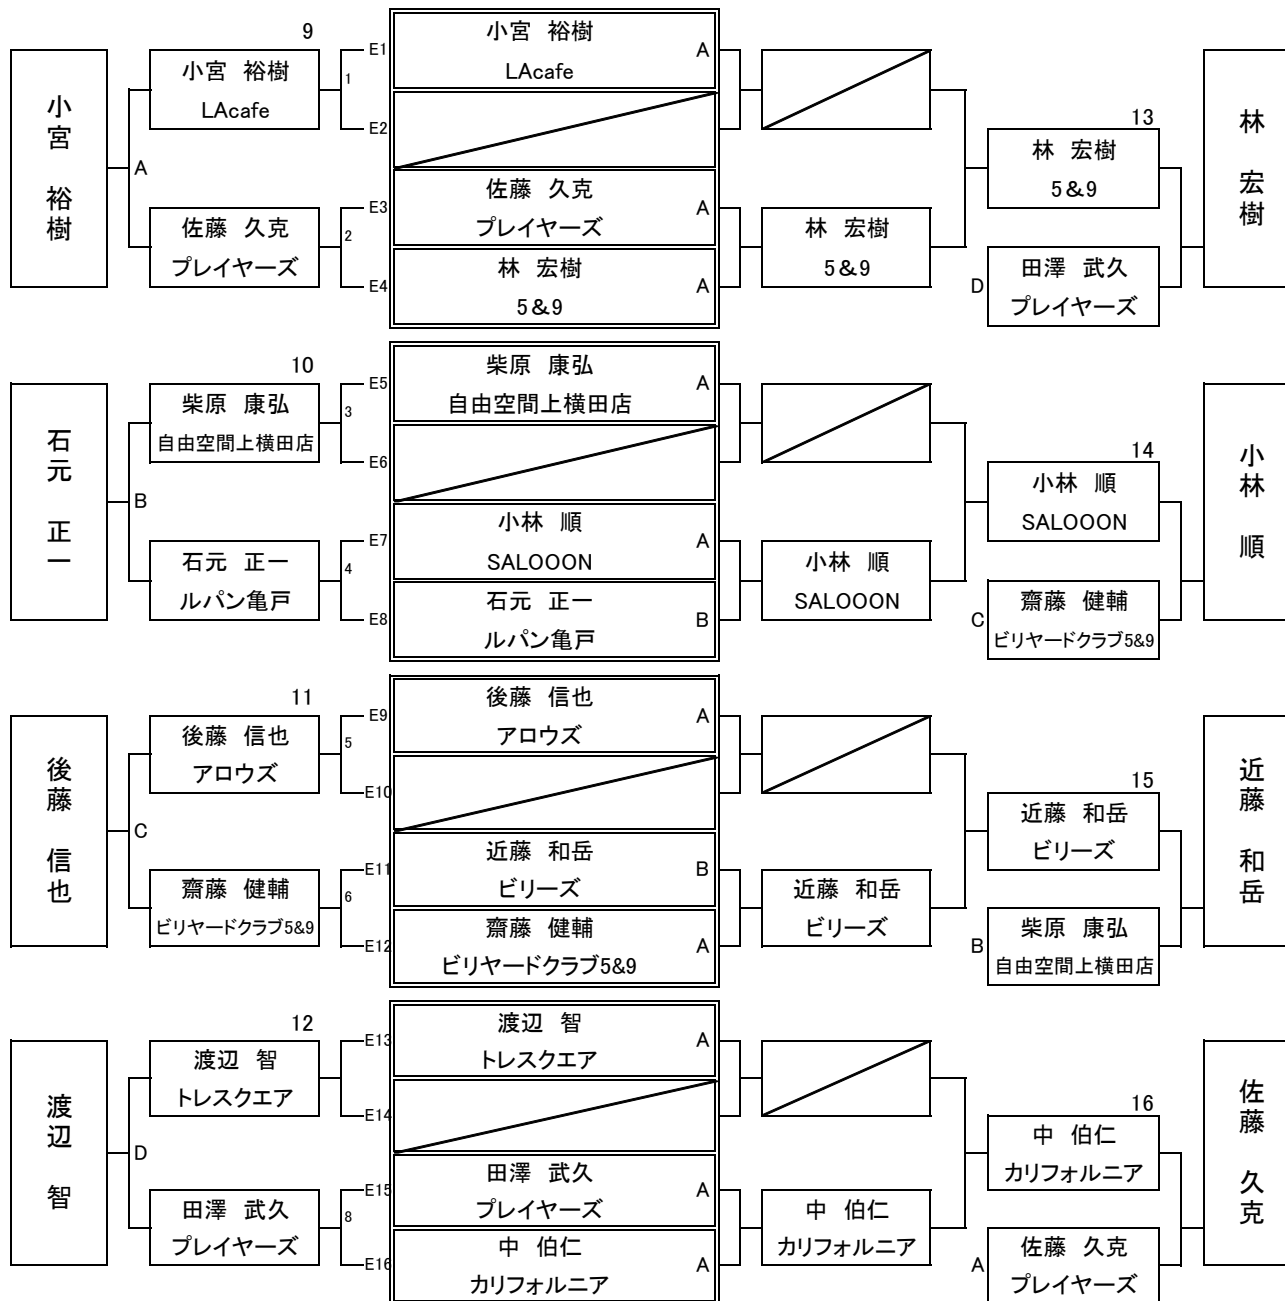 9
小宮 裕樹
A
小宮 裕樹
LAcafe
佐藤 久克
プレイヤーズ
1
2
E1
E2
E3
E4
小宮 裕樹
LAcafe
A
佐藤 久克
プレイヤーズ
A
林 宏樹
5&9
A
林 宏樹
5&9
13
林 宏樹
5&9
D
田澤 武久
プレイヤーズ
林 宏樹
10
石元 正一
B
柴原 康弘
自由空間上横田店
石元 正一
ルパン亀戸
3
4
E5
E6
E7
E8
柴原 康弘
自由空間上横田店
A
小林 順
SALOOON
A
石元 正一
ルパン亀戸
B
小林 順
SALOOON
14
小林 順
SALOOON
C
齋藤 健輔
ビリヤードクラブ5&9
小林 順
11
後藤 信也
C
後藤 信也
アロウズ
齋藤 健輔
ビリヤードクラブ5&9
5
6
E9
E10
E11
E12
後藤 信也
アロウズ
A
近藤 和岳
ビリーズ
B
齋藤 健輔
ビリヤードクラブ5&9
A
近藤 和岳
ビリーズ
15
近藤 和岳
ビリーズ
B
柴原 康弘
自由空間上横田店
近藤 和岳
12
渡辺 智
D
渡辺 智
トレスクエア
田澤 武久
プレイヤーズ
8
E13
E14
E15
E16
渡辺 智
トレスクエア
A
田澤 武久
プレイヤーズ
A
中 伯仁
カリフォルニア
A
中 伯仁
カリフォルニア
16
中 伯仁
カリフォルニア
A
佐藤 久克
プレイヤーズ
佐藤 久克